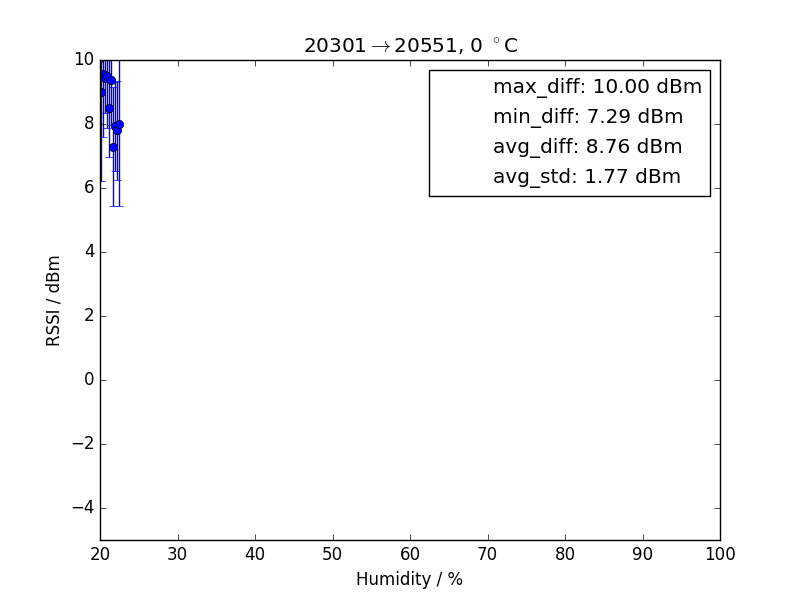 20301→20551, 0 °C
max_diff: 10.00 dBm
min_diff: 7.29 dBm
avg_diff: 8.76 dBm
avg_std: 1.77 dBm
10
8
6
4
2
0
−2
−4
RSSI / dBm
20 30 40 50 60 70 80 90 100
Humidity / %